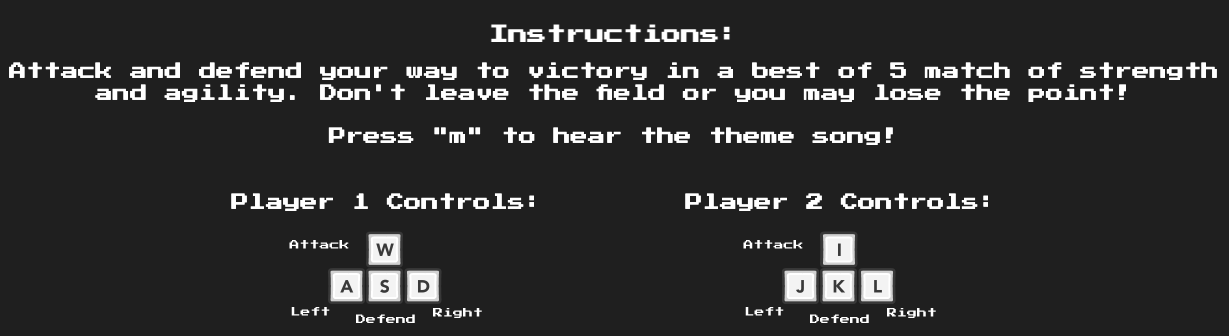 Instructions:
Attack and defend your way to victory in a best of 5 match of strength
and agility. Don't leave the field or you may lose the point!
Press "m" to hear the theme song!
Player 1 Controls:
Attack W
A S D
Left Defend Right
Player 2 Controls:
Attack I
J K L
Left Defend Right